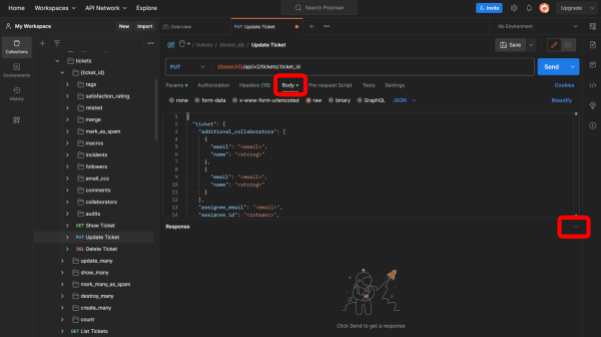 Home Workspaces API Network Explore Search Postman Invite Upgrade
My Workspace New Import Overview PUT Update Ticket No Environment
Collections
Environments
History
tickets
{ticket_id}
tags
satisfaction_rating
related
merge
mark_as_spam
macros
incidents
followers
email_ccs
comments
collaborators
audits
GET Show Ticket
PUT Update Ticket
DEL Delete Ticket
update_many
show_many
mark_many_as_spam
destroy_many
create_many
count
GET List Tickets
/ tickets / {ticket_id} / Update Ticket Save
PUT {{baseUrl}}/api/v2/tickets/:ticket_id Send
Params Authorization Headers (10) Body Pre-request Script Tests Settings Cookies
none form-data x-www-form-urlencoded raw binary GraphQL JSON Beautify
1 {
2 "ticket": {
3 "additional_collaborators": [
4 {
5 "email": "<email>",
6 "name": "<string>"
7 },
8 {
9 "email": "<email>",
10 "name": "<string>"
11 }
12 ],
13 "assignee_email": "<email>",
14 "assignee_id": "<integer>",
Response
Click Send to get a response